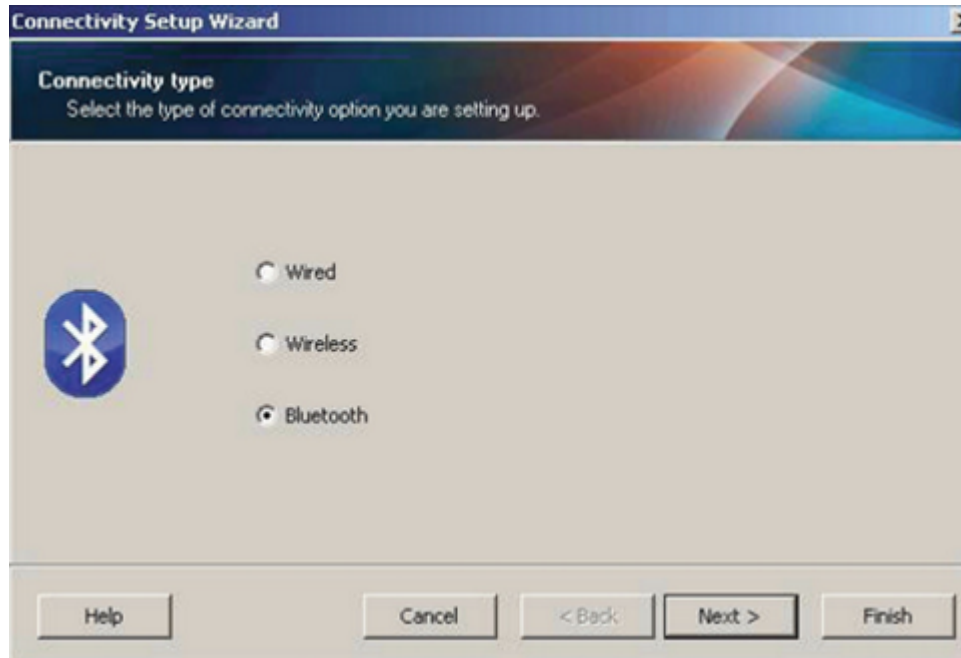 Connectivity Setup Wizard
Connectivity type
Select the type of connectivity option you are setting up.
Wired
Wireless
Bluetooth
Help Cancel < Back Next > Finish